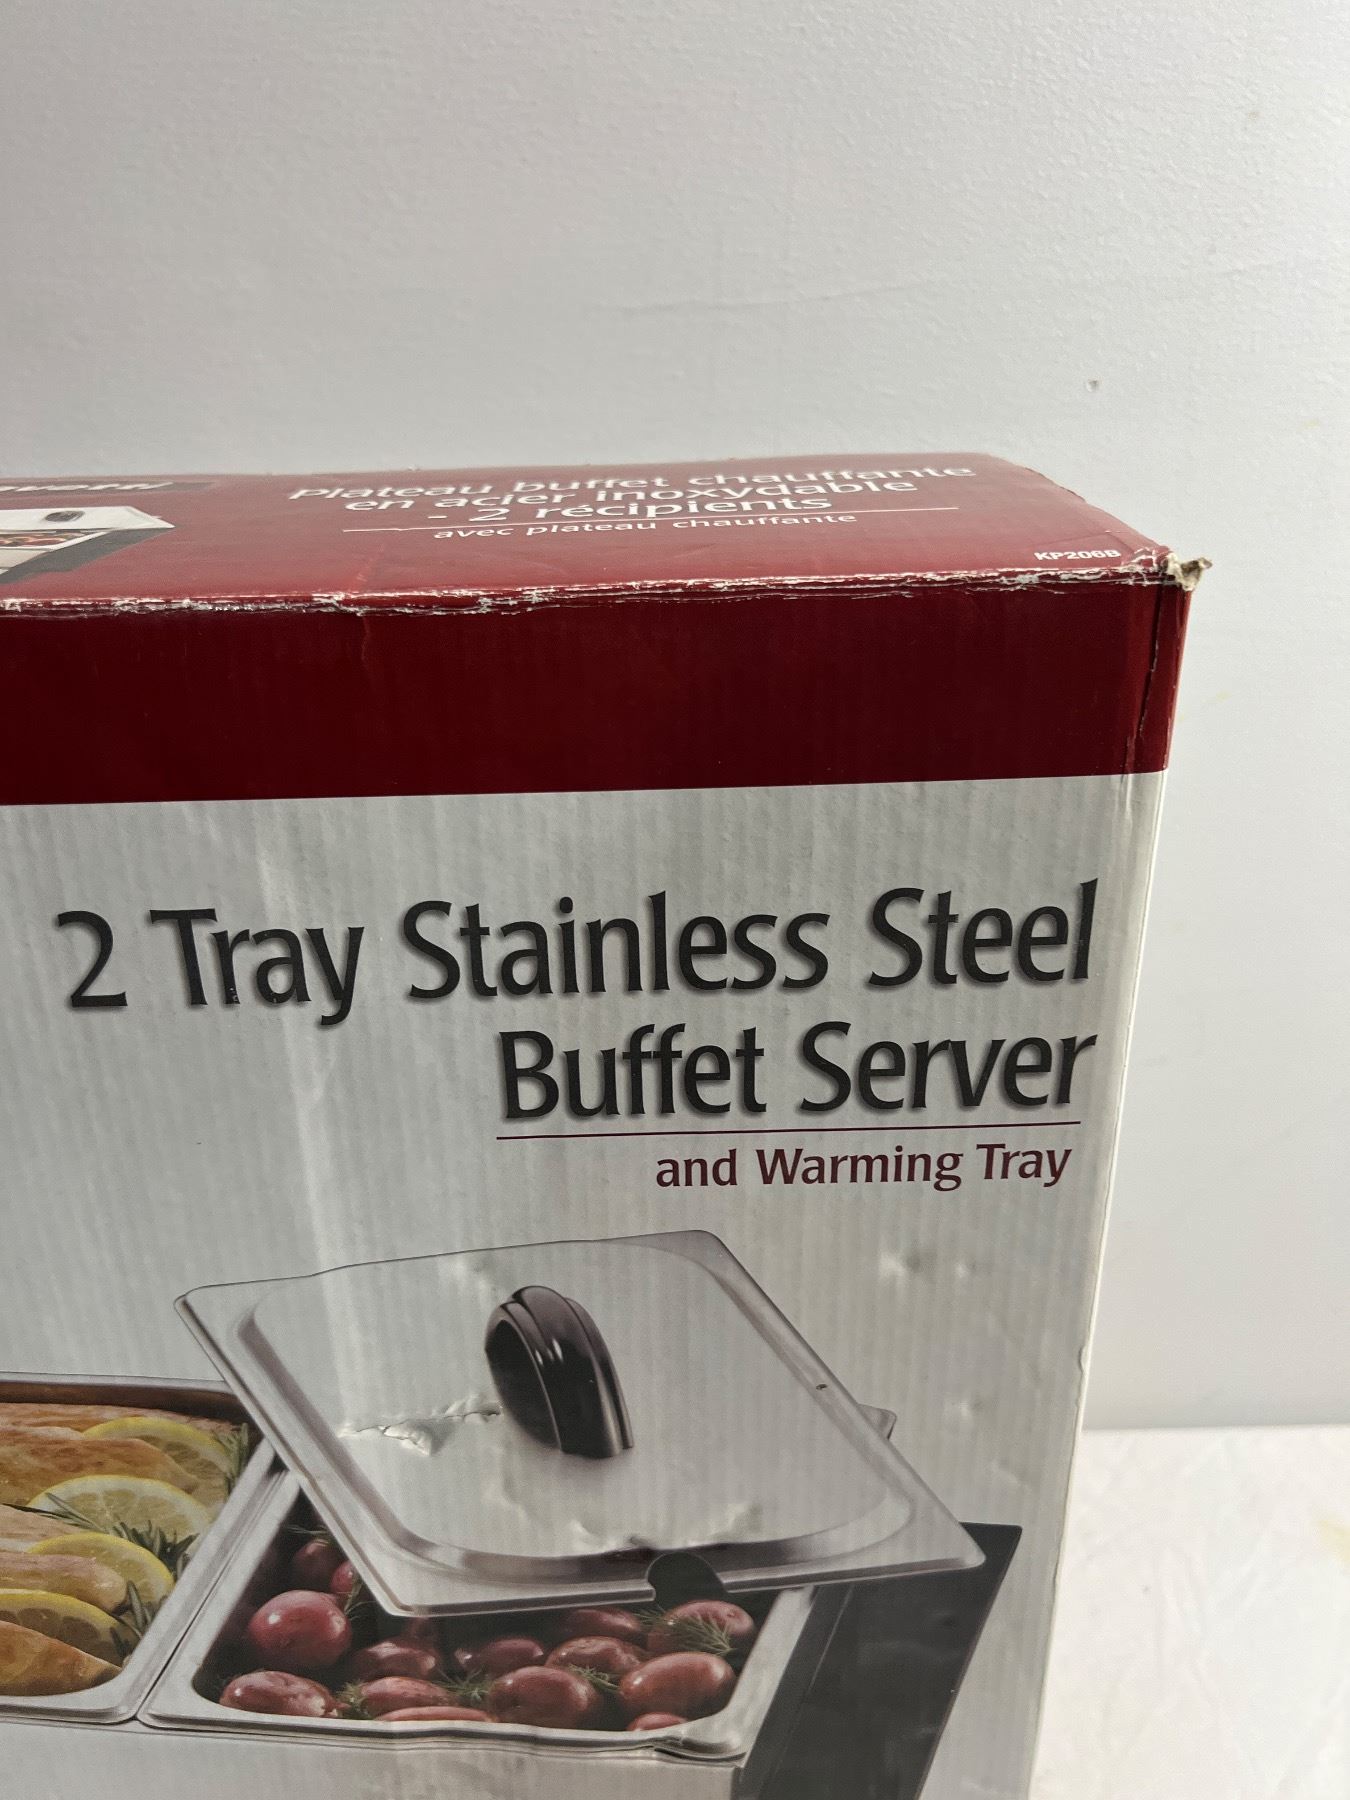 Plateau buffet chauffante
en acier inoxydable
- 2 récipients
avec plateau chauffante
KP206B
2 Tray Stainless Steel
Buffet Server
and Warming Tray